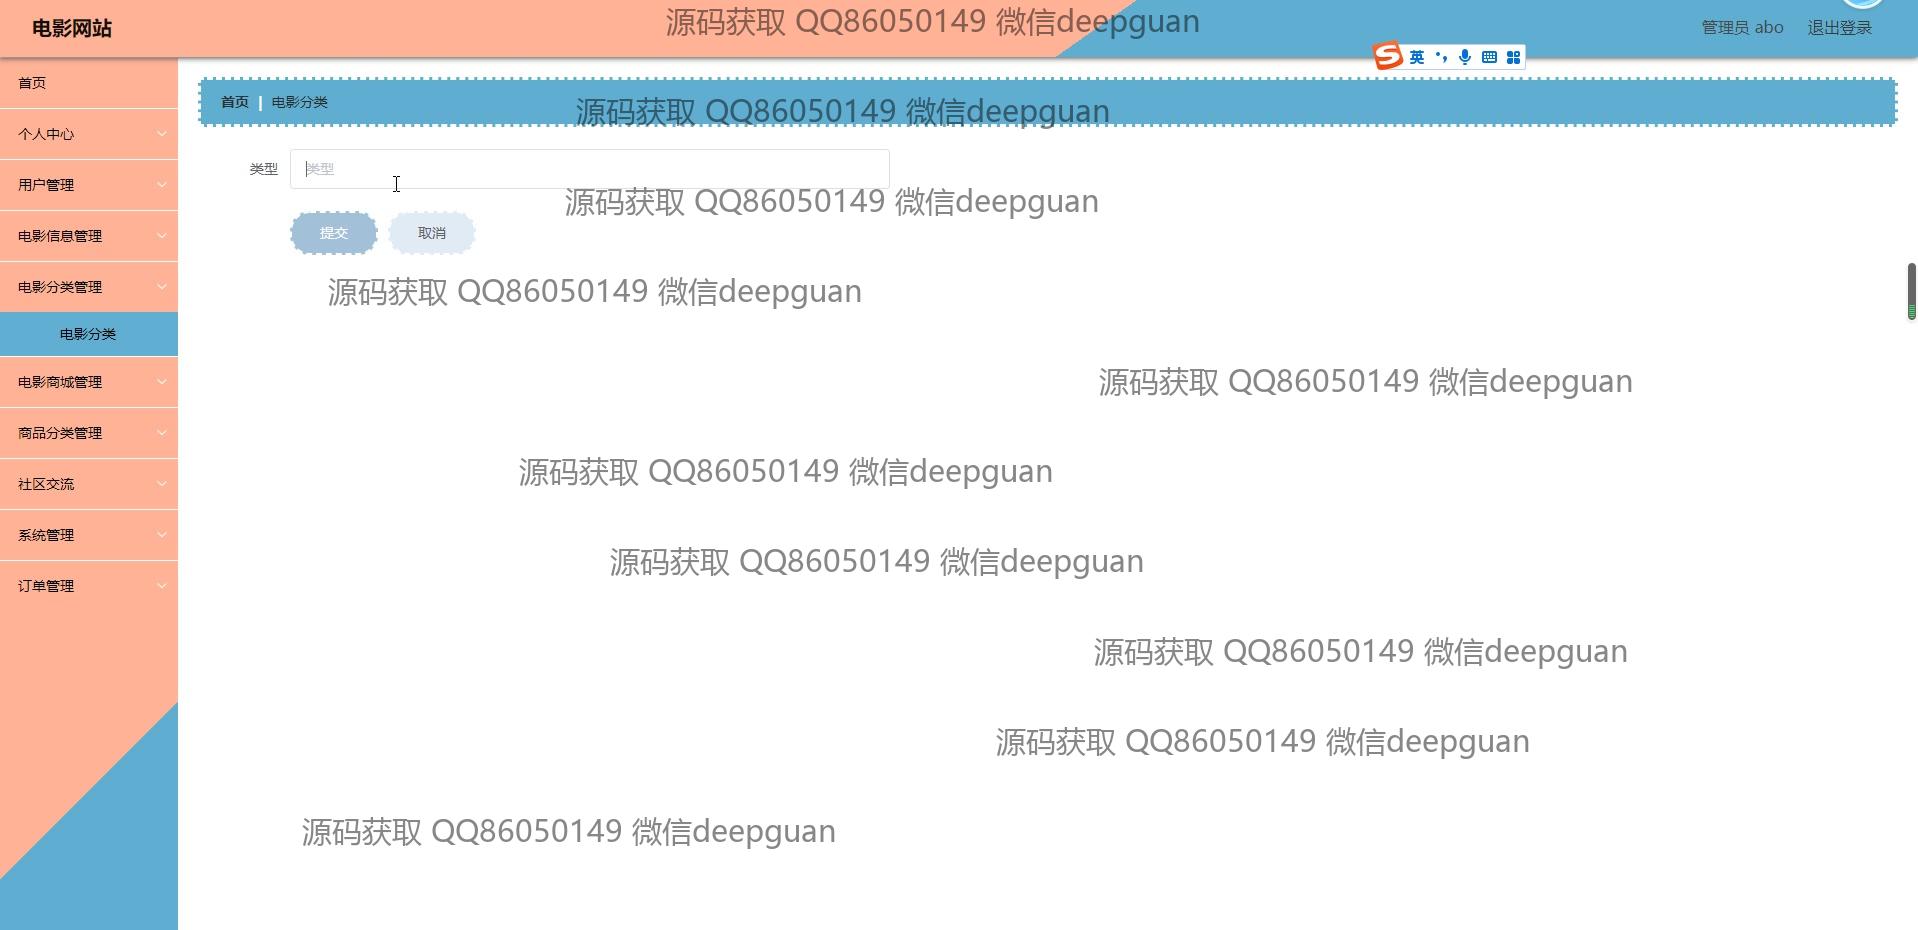 电影网站
源码获取 QQ86050149 微信deepguan
管理员 abo
退出登录
英
首页
首页
电影分类
源码获取 QQ86050149 微信deepguan
个人中心
类型
类型
用户管理
源码获取 QQ86050149 微信deepguan
提交
取消
电影信息管理
电影分类管理
源码获取 QQ86050149 微信deepguan
电影分类
电影商城管理
源码获取 QQ86050149 微信deepguan
商品分类管理
源码获取 QQ86050149 微信deepguan
社区交流
系统管理
源码获取 QQ86050149 微信deepguan
订单管理
源码获取 QQ86050149 微信deepguan
源码获取 QQ86050149 微信deepguan
源码获取 QQ86050149 微信deepguan